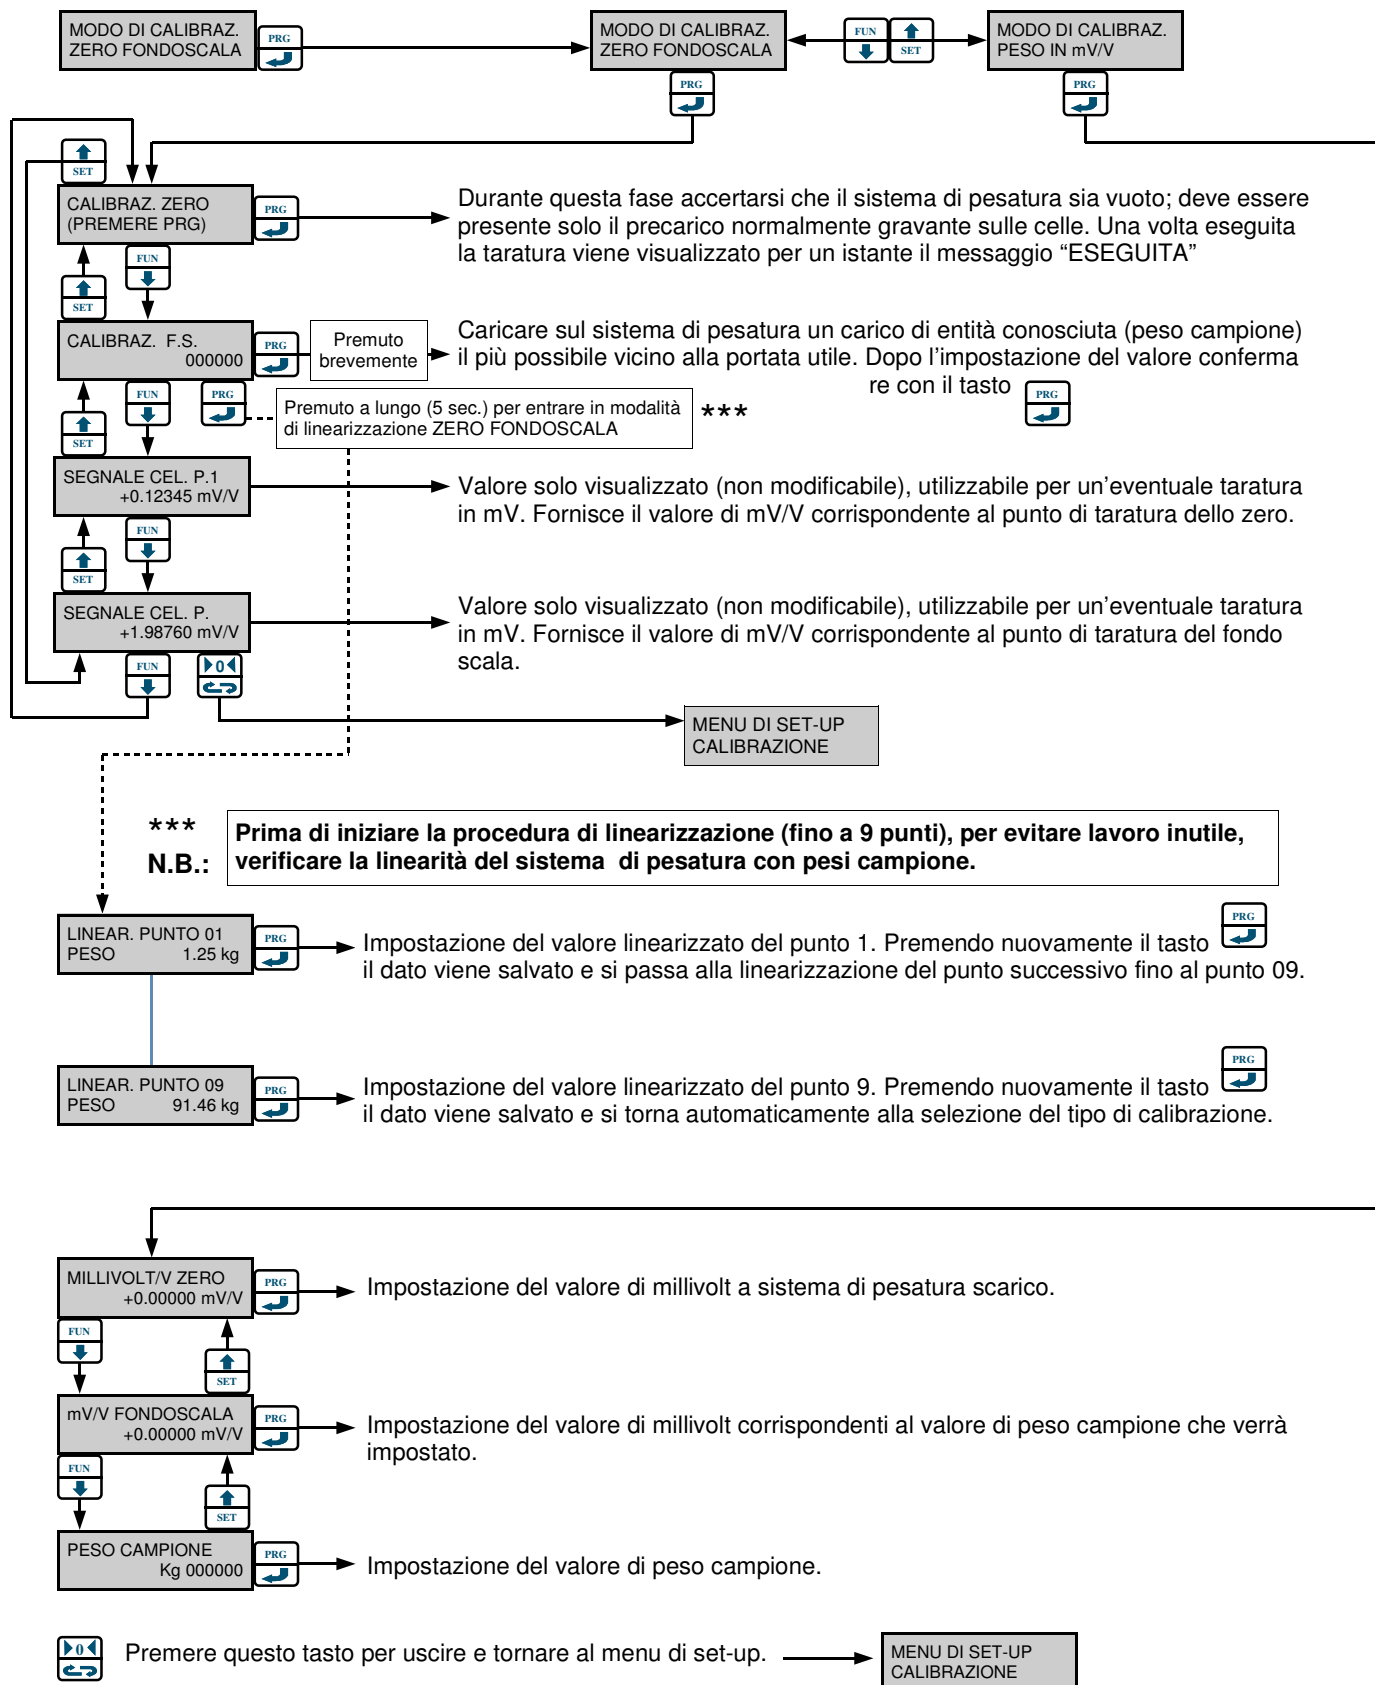 MODO DI CALIBRAZ.
ZERO FONDOSCALA
PRG
MODO DI CALIBRAZ.
ZERO FONDOSCALA
FUN
SET
MODO DI CALIBRAZ.
PESO IN mV/V
PRG
PRG
SET
CALIBRAZ. ZERO
(PREMERE PRG)
PRG
Durante questa fase accertarsi che il sistema di pesatura sia vuoto; deve essere
presente solo il precarico normalmente gravante sulle celle. Una volta eseguita
la taratura viene visualizzato per un istante il messaggio “ESEGUITA”
FUN
SET
CALIBRAZ. F.S.
000000
PRG
Premuto
brevemente
Caricare sul sistema di pesatura un carico di entità conosciuta (peso campione)
il più possibile vicino alla portata utile. Dopo l’impostazione del valore conferma
re con il tasto
PRG
FUN
PRG
SET
Premuto a lungo (5 sec.) per entrare in modalità
di linearizzazione ZERO FONDOSCALA
***
SEGNALE CEL. P.1
+0.12345 mV/V
Valore solo visualizzato (non modificabile), utilizzabile per un’eventuale taratura
in mV. Fornisce il valore di mV/V corrispondente al punto di taratura dello zero.
FUN
SET
SEGNALE CEL. P.
+1.98760 mV/V
Valore solo visualizzato (non modificabile), utilizzabile per un’eventuale taratura
in mV. Fornisce il valore di mV/V corrispondente al punto di taratura del fondo
scala.
FUN
0
MENU DI SET-UP
CALIBRAZIONE
***
N.B.:
Prima di iniziare la procedura di linearizzazione (fino a 9 punti), per evitare lavoro inutile,
verificare la linearità del sistema di pesatura con pesi campione.
LINEAR. PUNTO 01
PESO 1.25 kg
PRG
Impostazione del valore linearizzato del punto 1. Premendo nuovamente il tasto
PRG
il dato viene salvato e si passa alla linearizzazione del punto successivo fino al punto 09.
LINEAR. PUNTO 09
PESO 91.46 kg
PRG
Impostazione del valore linearizzato del punto 9. Premendo nuovamente il tasto
PRG
il dato viene salvato e si torna automaticamente alla selezione del tipo di calibrazione.
MILLIVOLT/V ZERO
+0.00000 mV/V
PRG
Impostazione del valore di millivolt a sistema di pesatura scarico.
FUN
SET
mV/V FONDOSCALA
+0.00000 mV/V
PRG
Impostazione del valore di millivolt corrispondenti al valore di peso campione che verrà
impostato.
FUN
SET
PESO CAMPIONE
Kg 000000
PRG
Impostazione del valore di peso campione.
0
Premere questo tasto per uscire e tornare al menu di set-up.
MENU DI SET-UP
CALIBRAZIONE